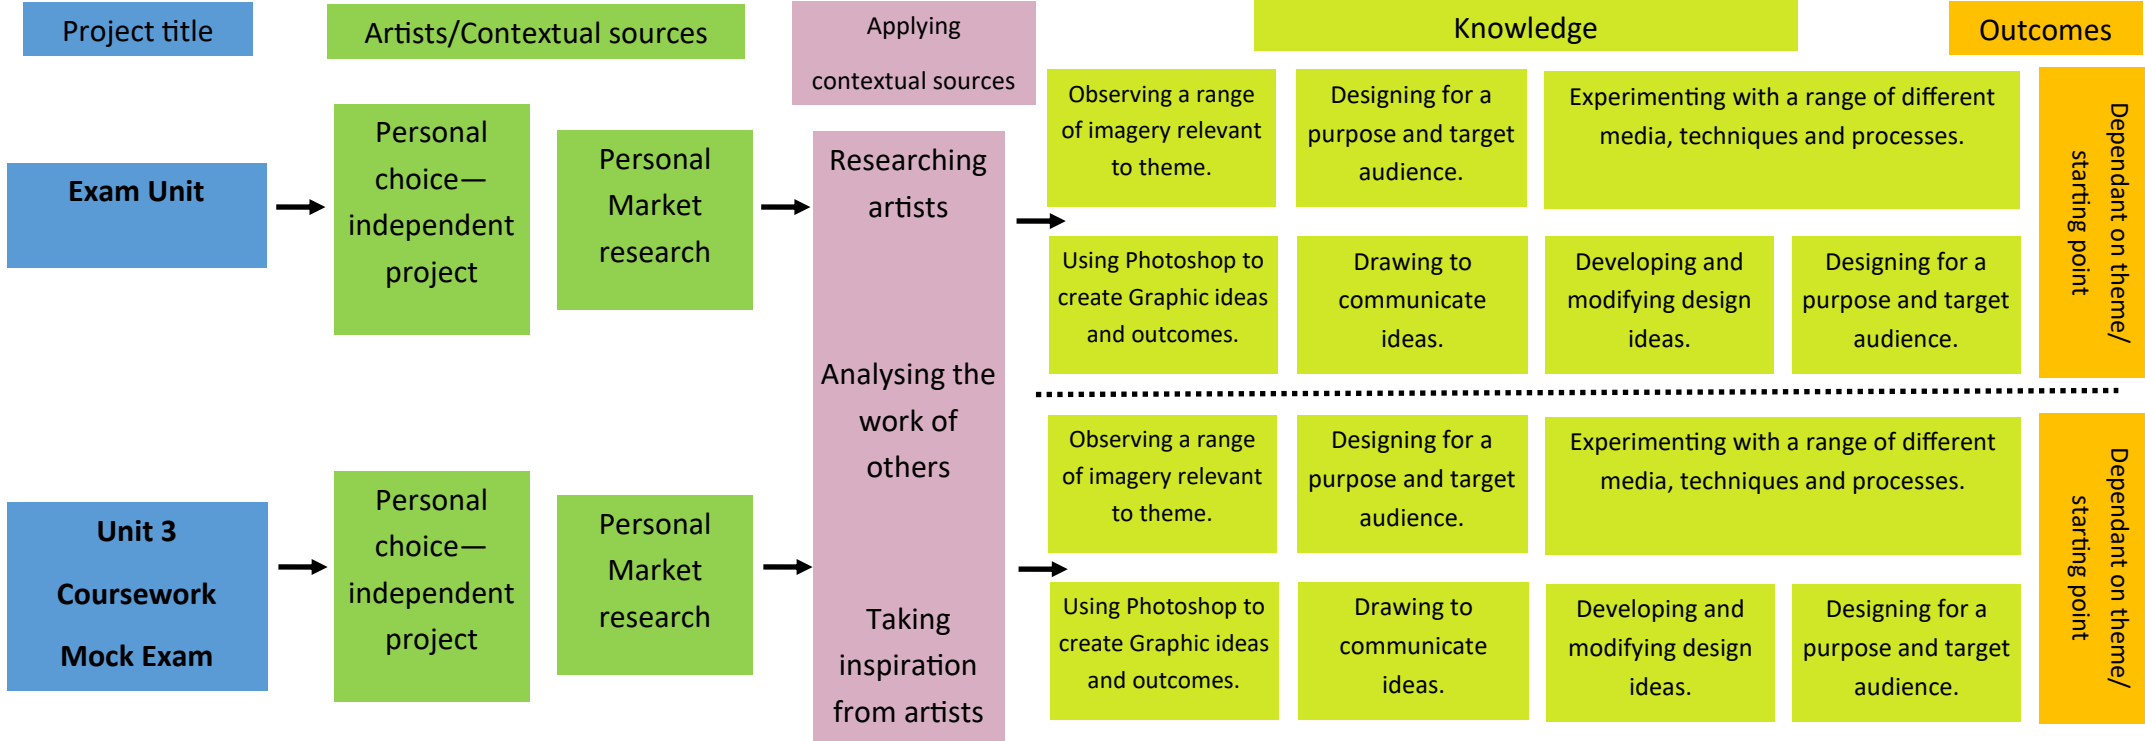 Project title
Artists/Contextual sources
Applying
contextual sources
Knowledge
Outcomes
Exam Unit
Personal
choice—
independent
project
Personal
Market
research
Researching
artists
Analysing the
work of
others
Taking
inspiration
from artists
Observing a range
of imagery relevant
to theme.
Designing for a
purpose and target
audience.
Experimenting with a range of different
media, techniques and processes.
Using Photoshop to
create Graphic ideas
and outcomes.
Drawing to
communicate
ideas.
Developing and
modifying design
ideas.
Designing for a
purpose and target
audience.
Dependant on theme/
starting point
Unit 3
Coursework
Mock Exam
Personal
choice—
independent
project
Personal
Market
research
Observing a range
of imagery relevant
to theme.
Designing for a
purpose and target
audience.
Experimenting with a range of different
media, techniques and processes.
Using Photoshop to
create Graphic ideas
and outcomes.
Drawing to
communicate
ideas.
Developing and
modifying design
ideas.
Designing for a
purpose and target
audience.
Dependant on theme/
starting point